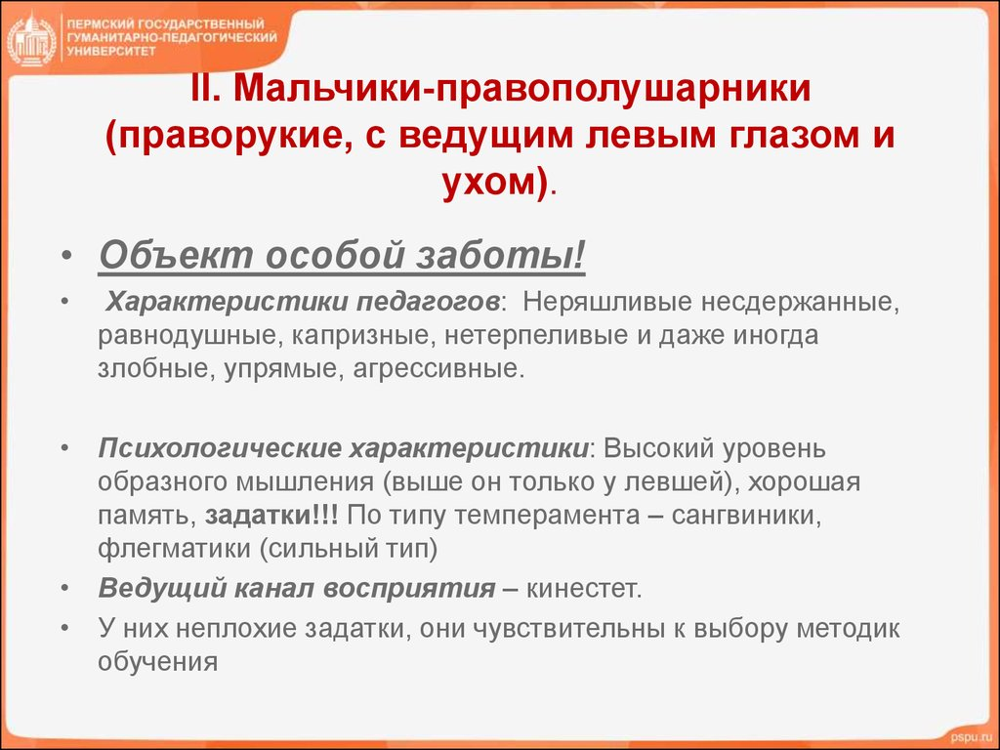 ПЕРМСКИЙ ГОСУДАРСТВЕННЫЙ
ГУМАНИТАРНО-ПЕДАГОГИЧЕСКИЙ
УНИВЕРСИТЕТ
II. Мальчики-правополушарники
(праворукие, с ведущим левым глазом и
ухом).
• Объект особой заботы!
• Характеристики педагогов: Неряшливые несдержанные,
равнодушные, капризные, нетерпеливые и даже иногда
злобные, упрямые, агрессивные.
• Психологические характеристики: Высокий уровень
образного мышления (выше он только у левшей), хорошая
память, задатки!!! По типу темперамента – сангвиники,
флегматики (сильный тип)
• Ведущий канал восприятия – кинестет.
• У них неплохие задатки, они чувствительны к выбору методик
обучения
pspu.ru